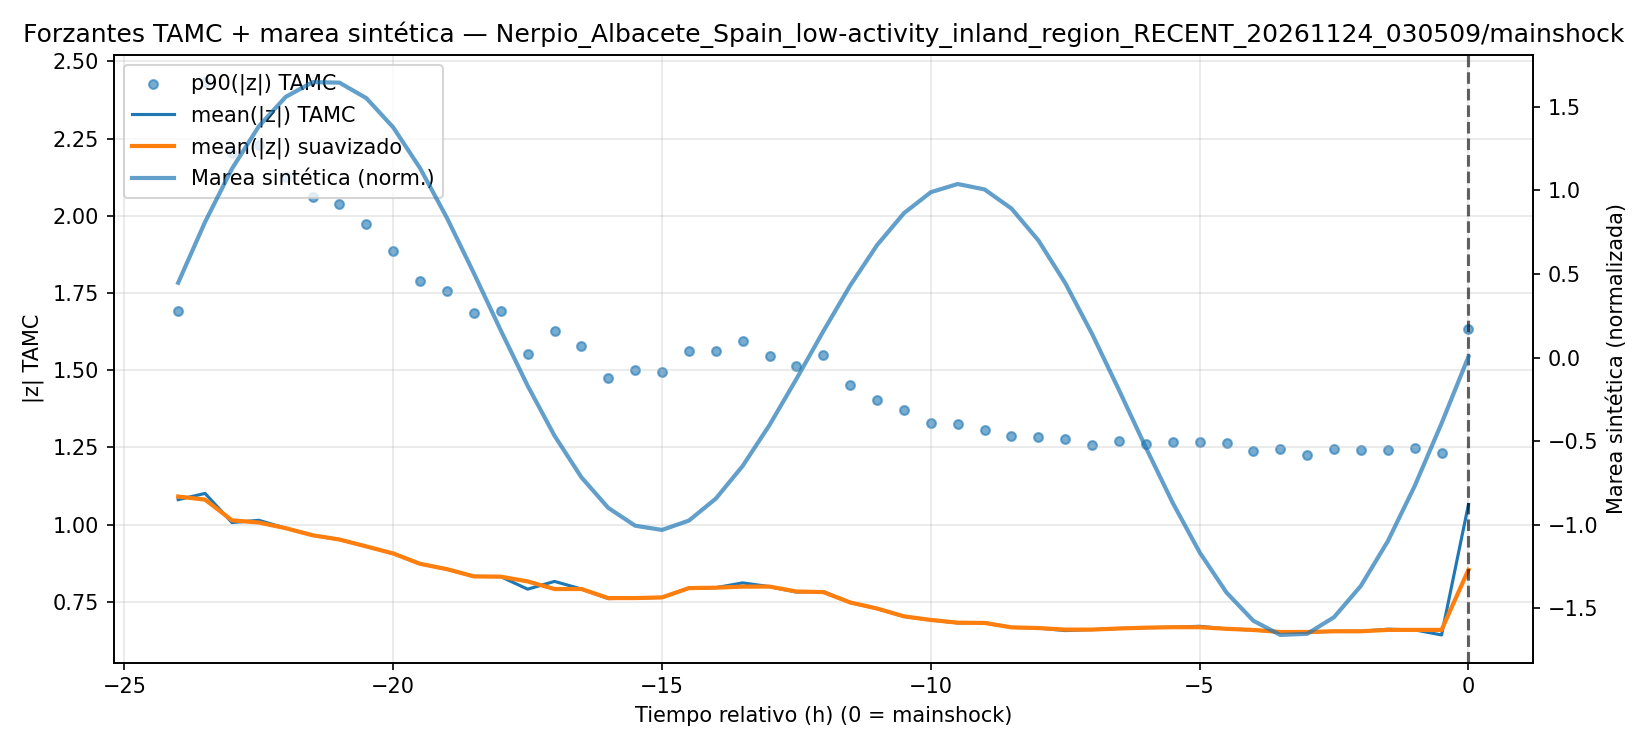 Forzantes TAMC + marea sintética — Nerpio_Albacete_Spain_low-activity_inland_region_RECENT_20261124_030509/mainshock
p90(|z|) TAMC
mean(|z|) TAMC
mean(|z|) suavizado
Marea sintética (norm.)
2.50
2.25
2.00
1.75
1.50
1.25
1.00
0.75
|z| TAMC
1.5
1.0
0.5
0.0
−0.5
−1.0
−1.5
Marea sintética (normalizada)
−25
−20
−15
−10
−5
0
Tiempo relativo (h) (0 = mainshock)